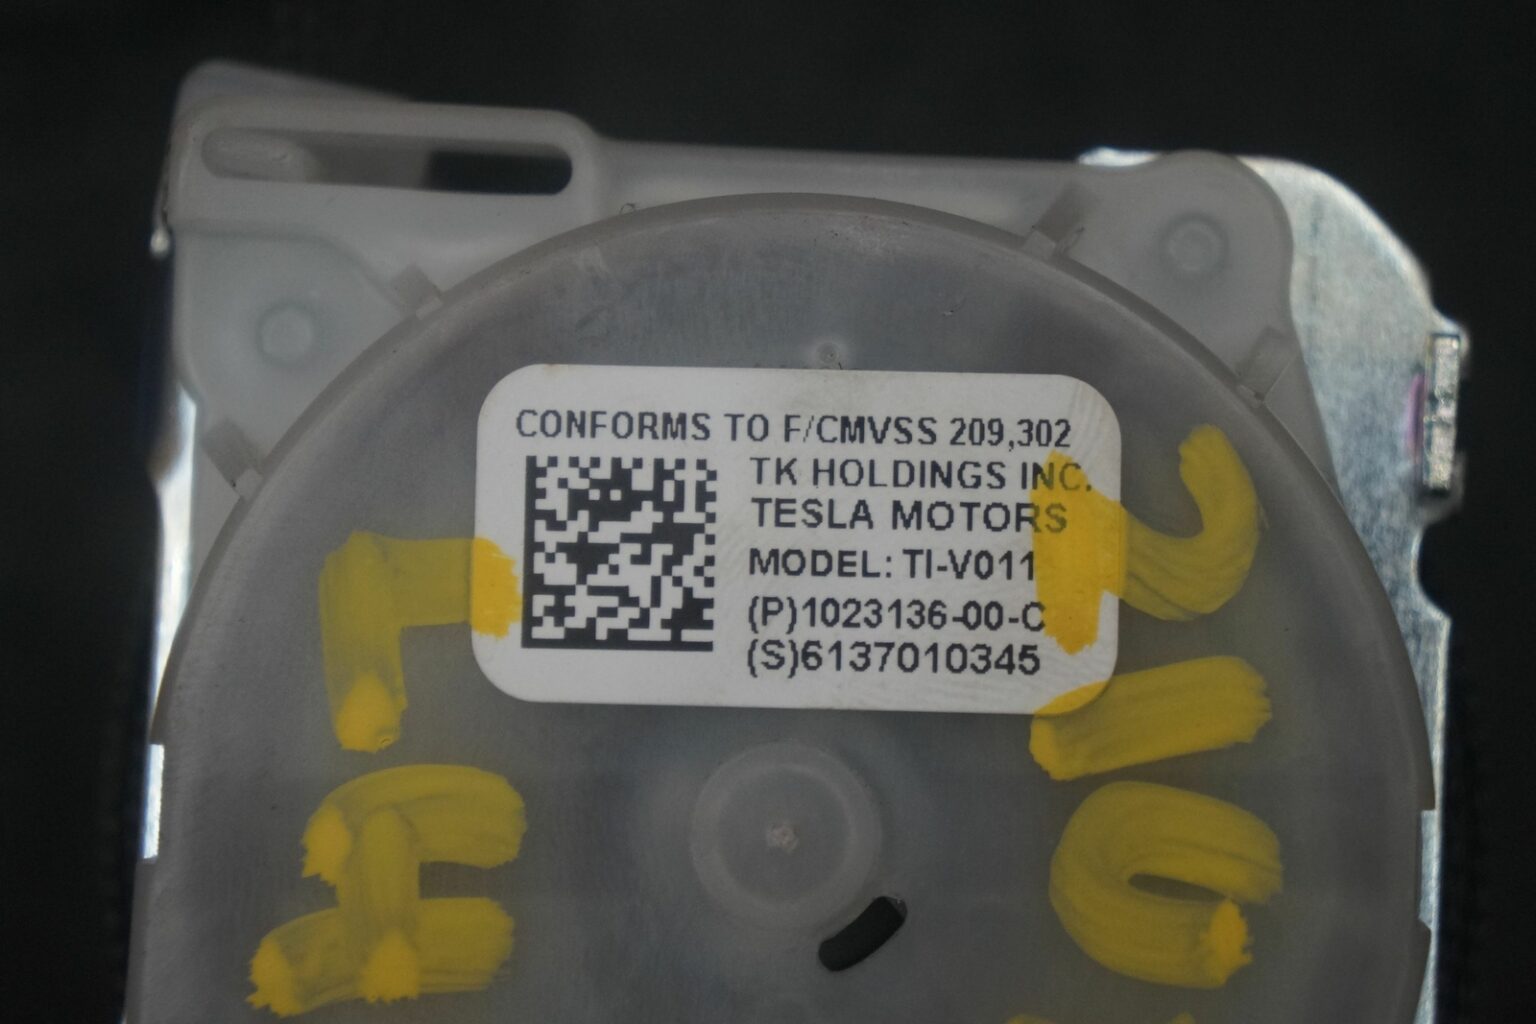 CONFORMS TO F/CMVSS 209,302
TK HOLDINGS INC.
TESLA MOTORS
MODEL: TI-V011
(P)1023136-00-C
(S)6137010345